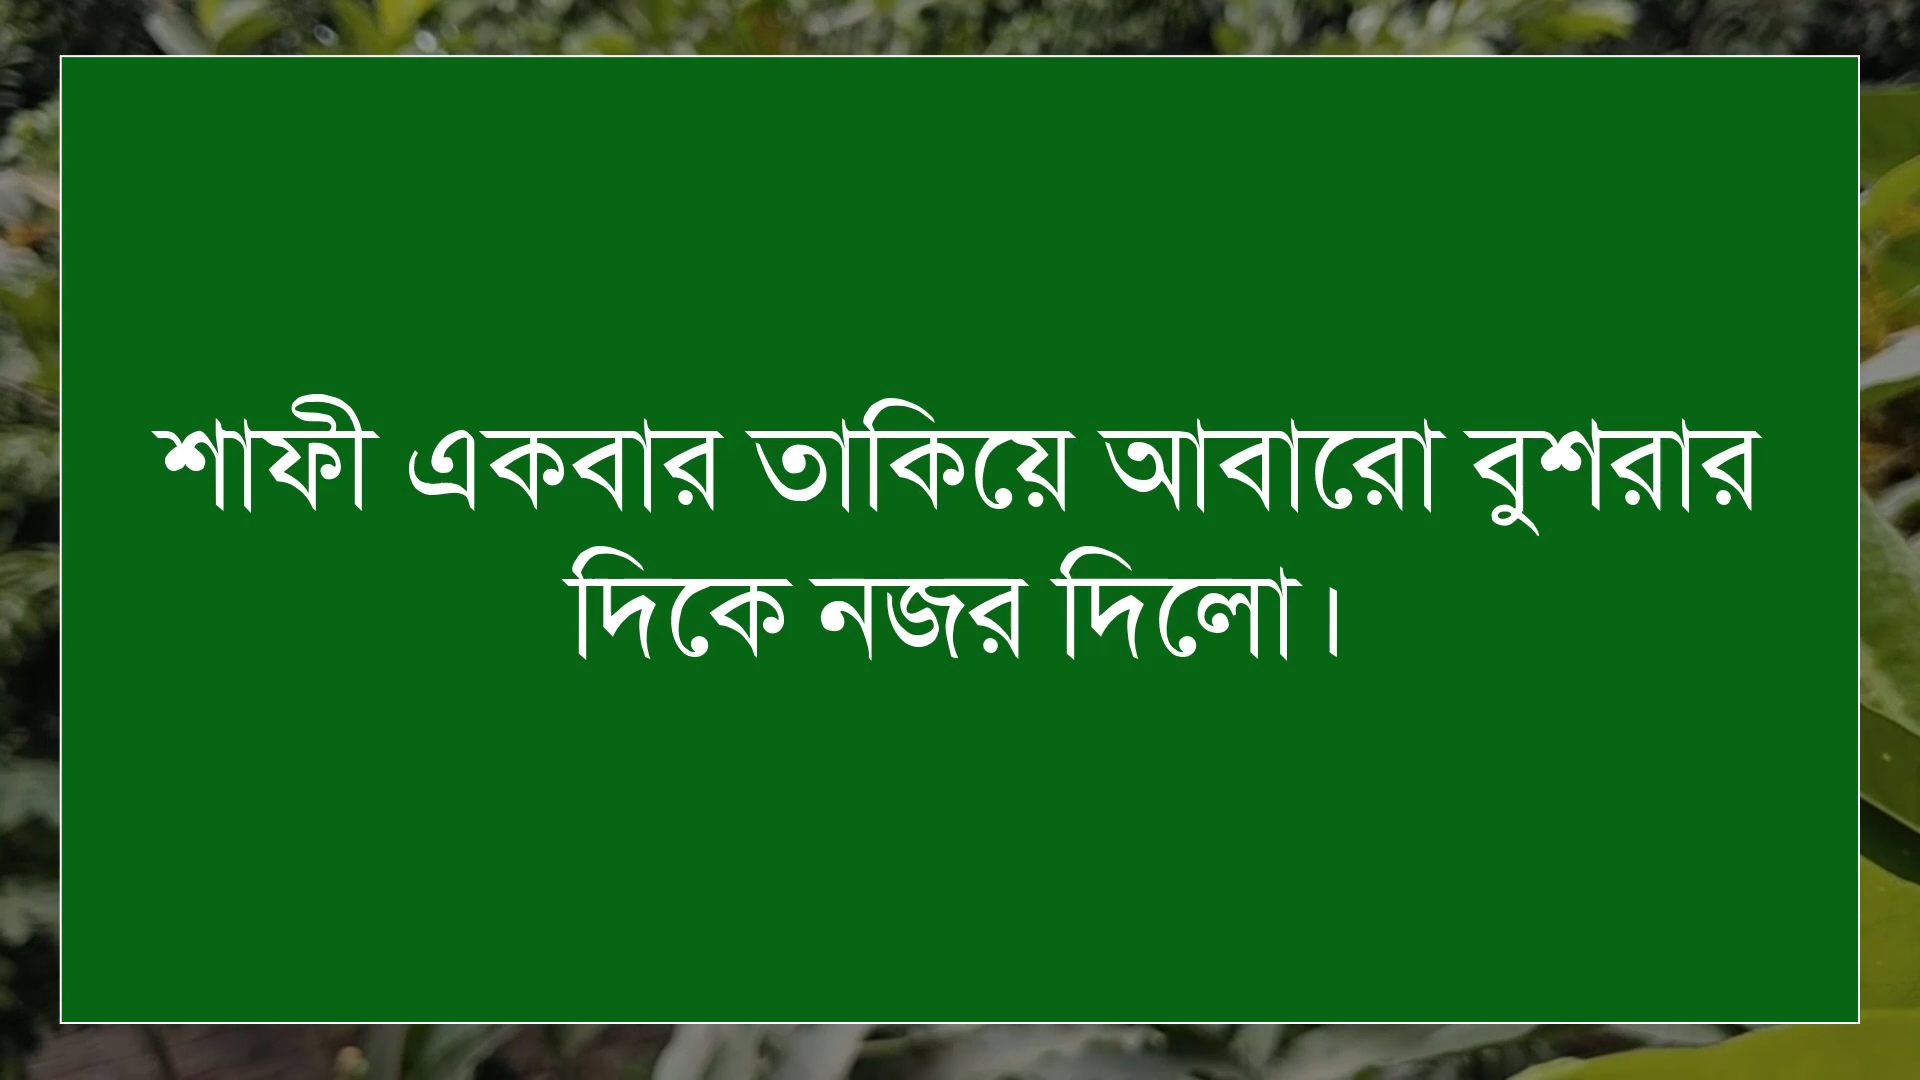 শাফী একবার তাকিয়ে আবারো বুশরার
দিকে নজর দিলো।